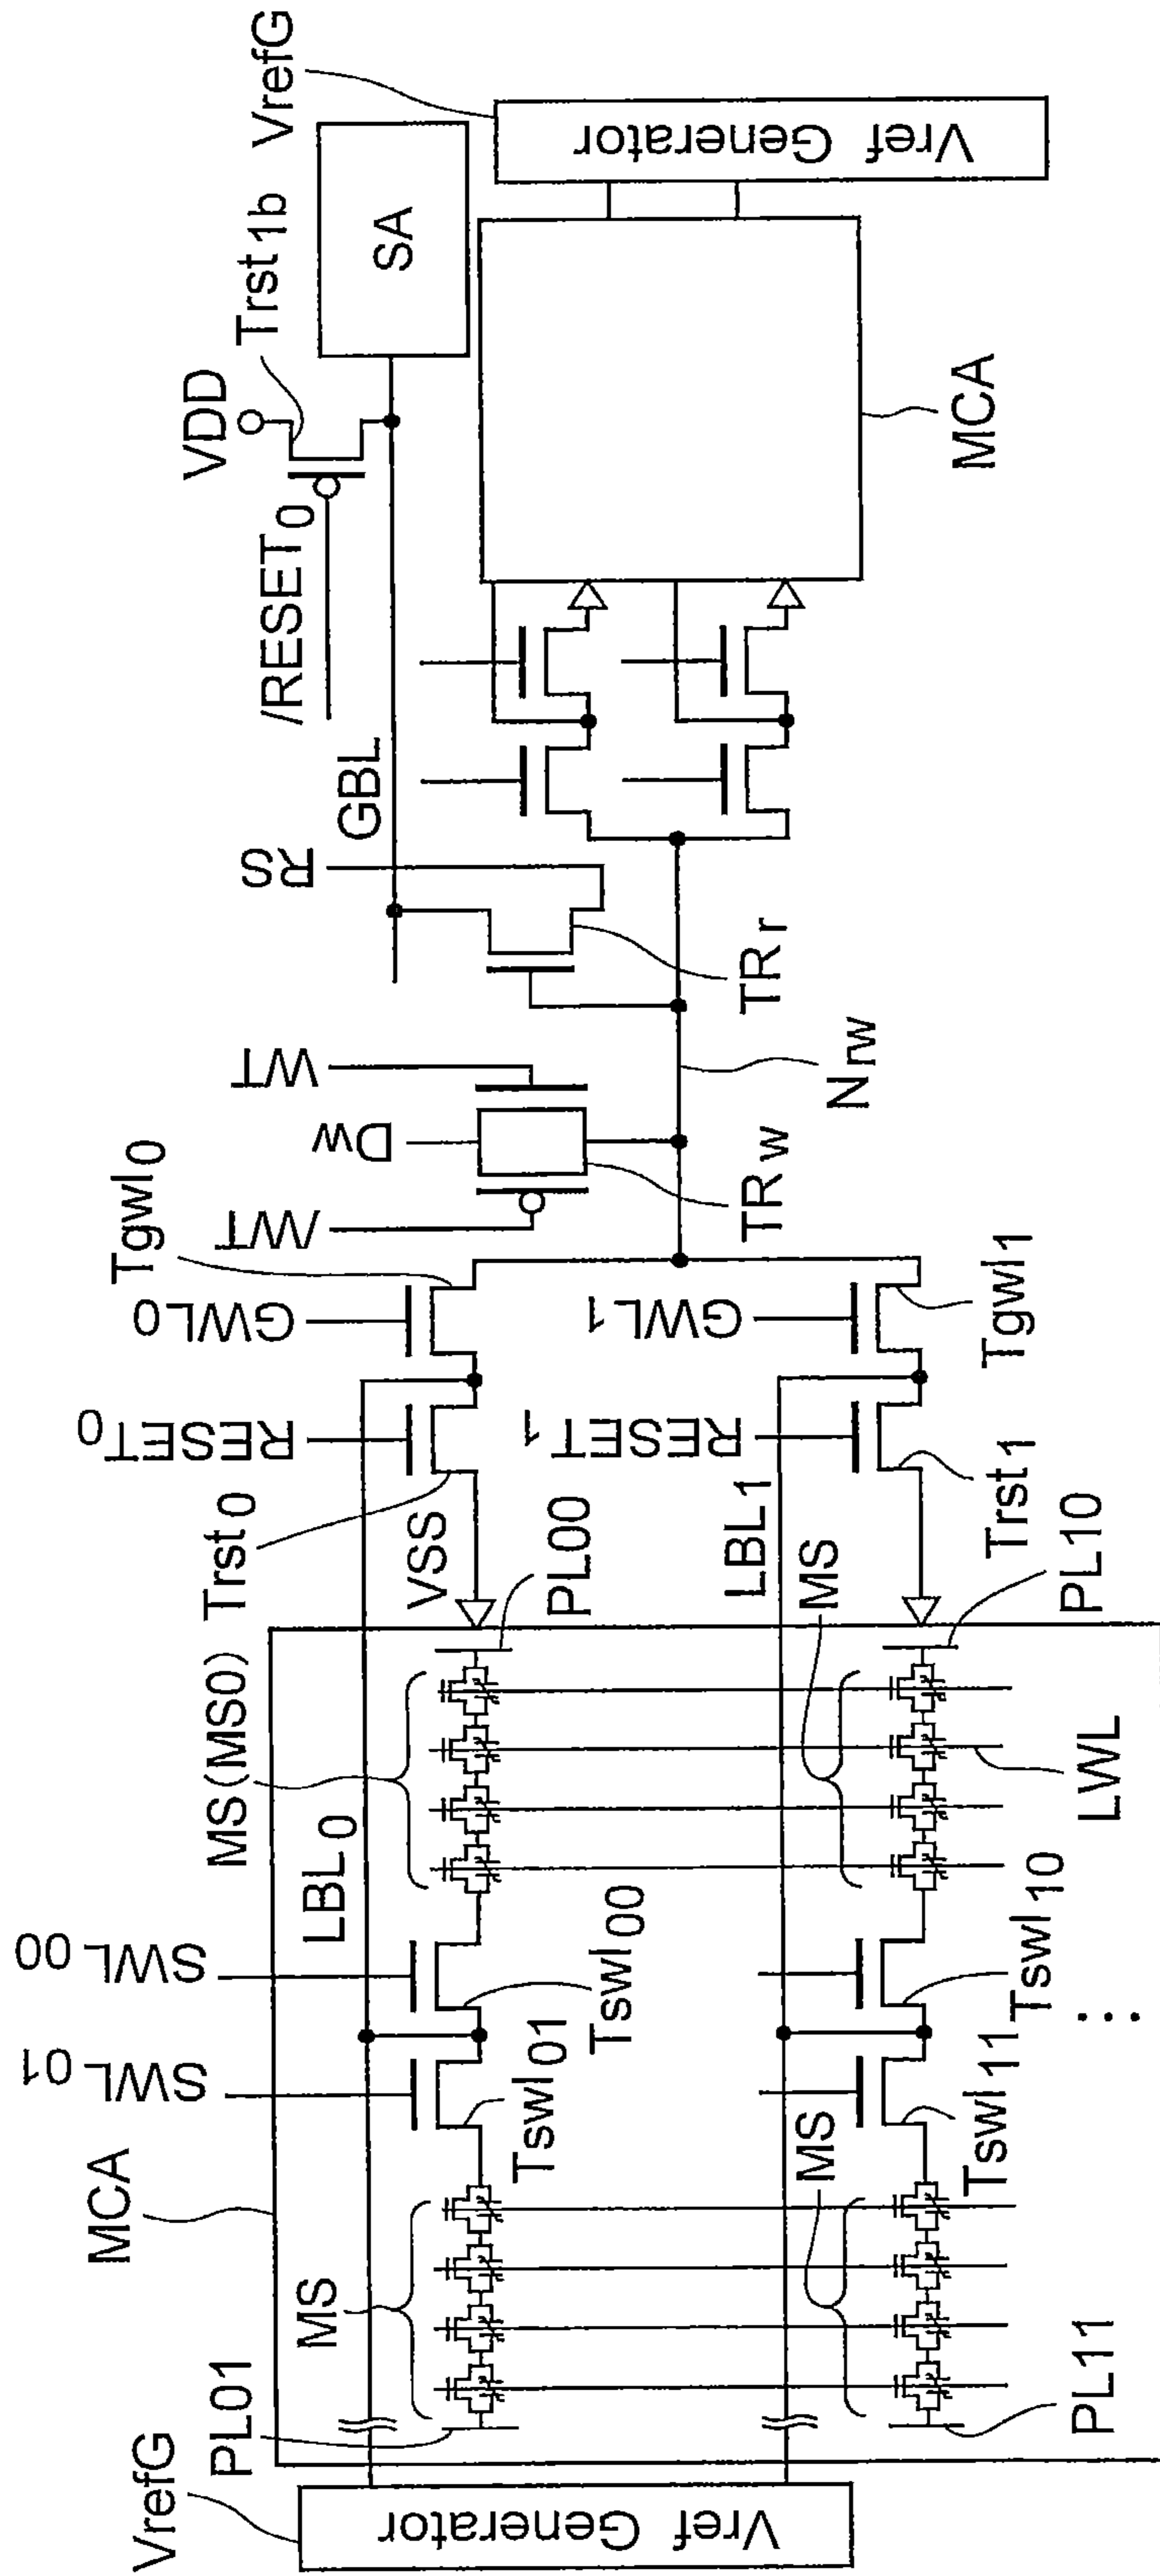 VrefG
Vref Generator
MCA
SWL01
SWL00
PL01
MS
LBL0
MS(MS0)
Tswl01
Tswl00
VSS
PL00
Trst0
RESET0
GWL0
Tgwl0
MS
Tswl11
Tswl10
MS
LBL1
RESET1
GWL1
PL11
LWL
PL10
Trst1
Tgwl1
...
/WT
Dw
WT
TRw
Nrw
TRr
RS
GBL
/RESET0
VDD
Trst1b
SA
VrefG
Vref Generator
MCA